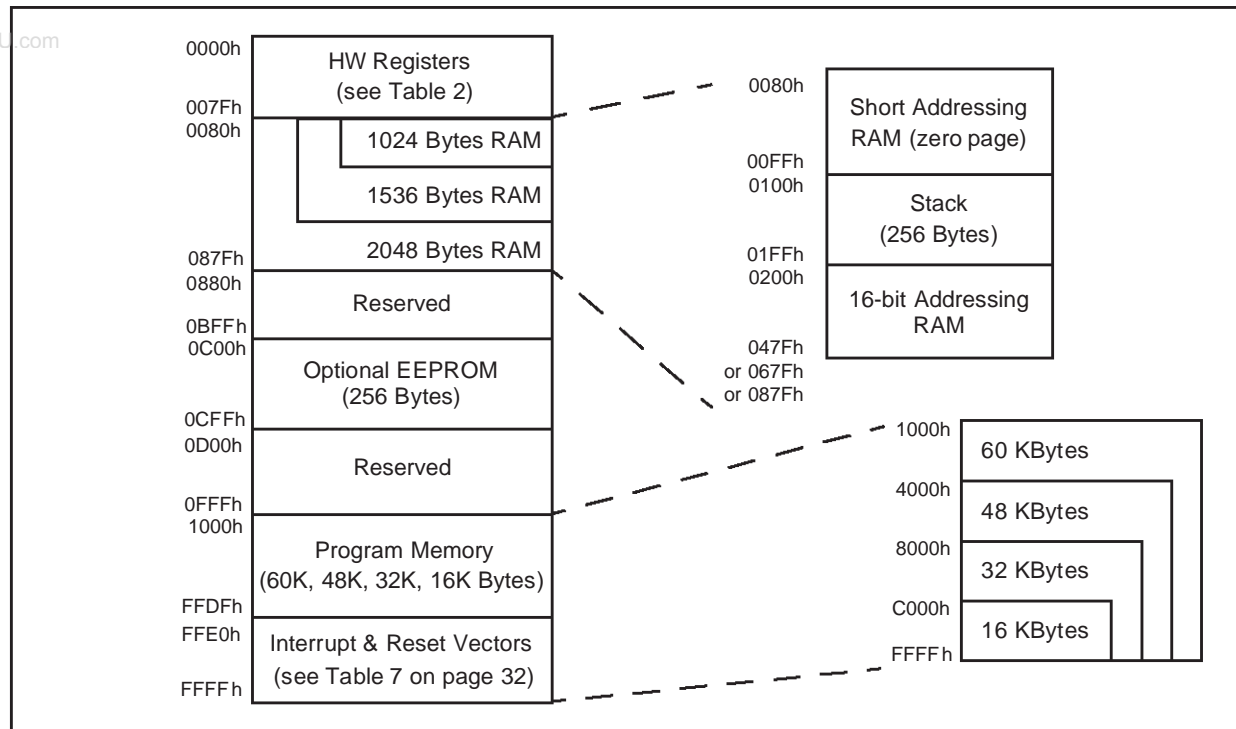 U.com
0000h
HW Registers
(see Table 2)
007Fh
0080h
1024 Bytes RAM
1536 Bytes RAM
2048 Bytes RAM
087Fh
0880h
Reserved
0BFFh
0C00h
Optional EEPROM
(256 Bytes)
0CFFh
0D00h
Reserved
0FFFh
1000h
Program Memory
(60K, 48K, 32K, 16K Bytes)
FFDFh
FFE0h
Interrupt & Reset Vectors
(see Table 7 on page 32)
FFFFh
0080h
Short Addressing
RAM (zero page)
00FFh
0100h
Stack
(256 Bytes)
01FFh
0200h
16-bit Addressing
RAM
047Fh
or 067Fh
or 087Fh
1000h
60 KBytes
4000h
48 KBytes
8000h
32 KBytes
C000h
16 KBytes
FFFFh